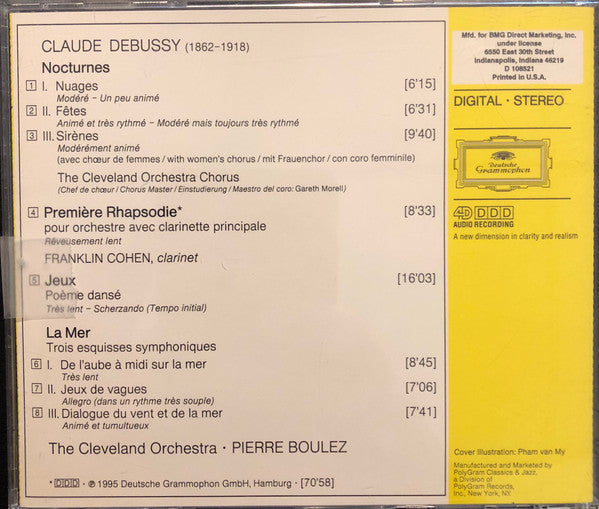 CLAUDE DEBUSSY (1862-1918)
Nocturnes
1 I. Nuages [6'15]
Modéré – Un peu animé
2 II. Fêtes [6'31]
Animé et très rythmé – Modéré mais toujours très rythmé
3 III. Sirènes [9'40]
Modérément animé
(avec chœur de femmes / with women's chorus / mit Frauenchor / con coro femminile)
The Cleveland Orchestra Chorus
(Chef de chœur / Chorus Master / Einstudierung / Maestro del coro: Gareth Morell)
4 Première Rhapsodie* [8'33]
pour orchestre avec clarinette principale
Rêveusement lent
FRANKLIN COHEN, clarinet
5 Jeux [16'03]
Poème dansé
Très lent – Scherzando (Tempo initial)
La Mer
Trois esquisses symphoniques
6 I. De l'aube à midi sur la mer [8'45]
Très lent
7 II. Jeux de vagues [7'06]
Allegro (dans un rythme très souple)
8 III. Dialogue du vent et de la mer [7'41]
Animé et tumultueux
The Cleveland Orchestra · PIERRE BOULEZ
* DDD · ℗ 1995 Deutsche Grammophon GmbH, Hamburg · [70'58]
Mfd. for BMG Direct Marketing, Inc.
under license
6550 East 30th Street
Indianapolis, Indiana 46219
D 108521
Printed in U.S.A.
DIGITAL · STEREO
Deutsche
Grammophon
4D DDD
AUDIO RECORDING
A new dimension in clarity and realism
Cover Illustration: Pham van My
Manufactured and Marketed by
PolyGram Classics & Jazz,
a Division of
PolyGram Records,
Inc., New York, NY.